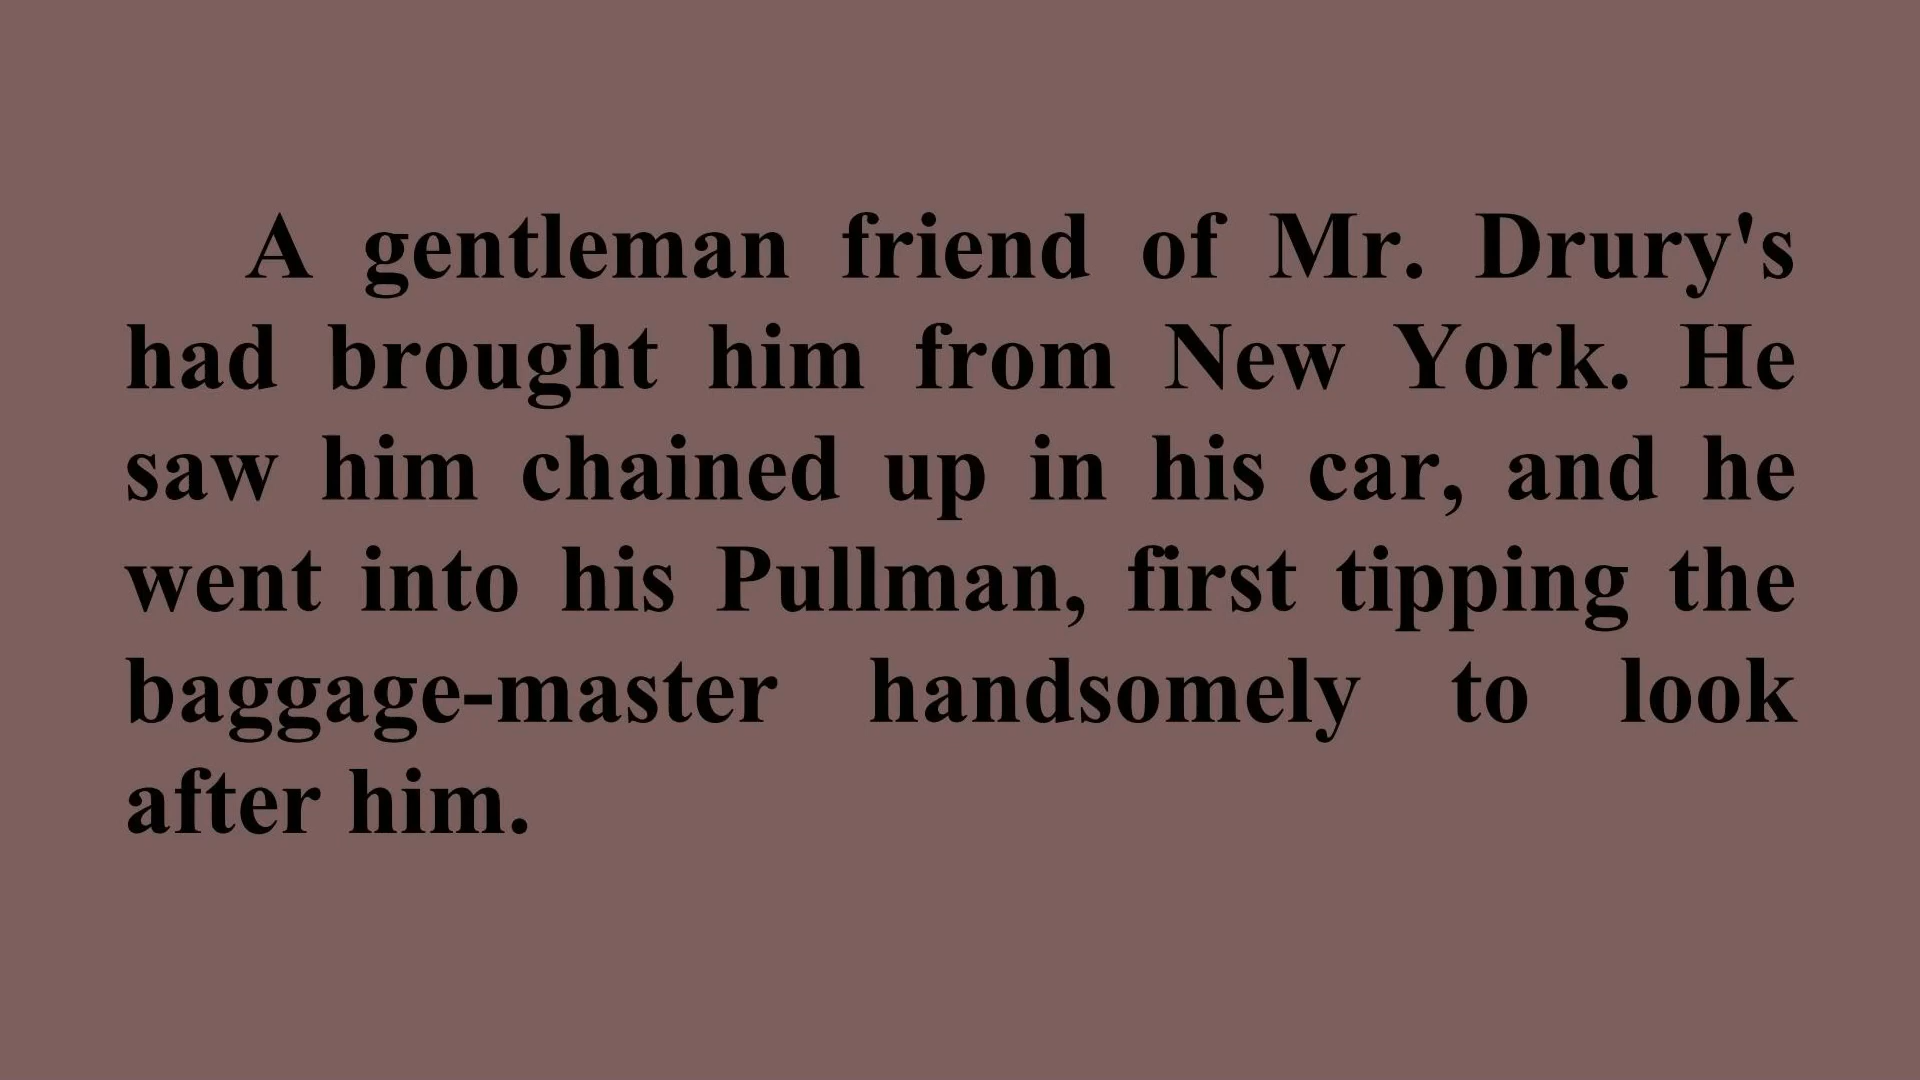 A gentleman friend of Mr. Drury's
had brought him from New York. He
saw him chained up in his car, and he
went into his Pullman, first tipping the
baggage-master handsomely to look
after him.